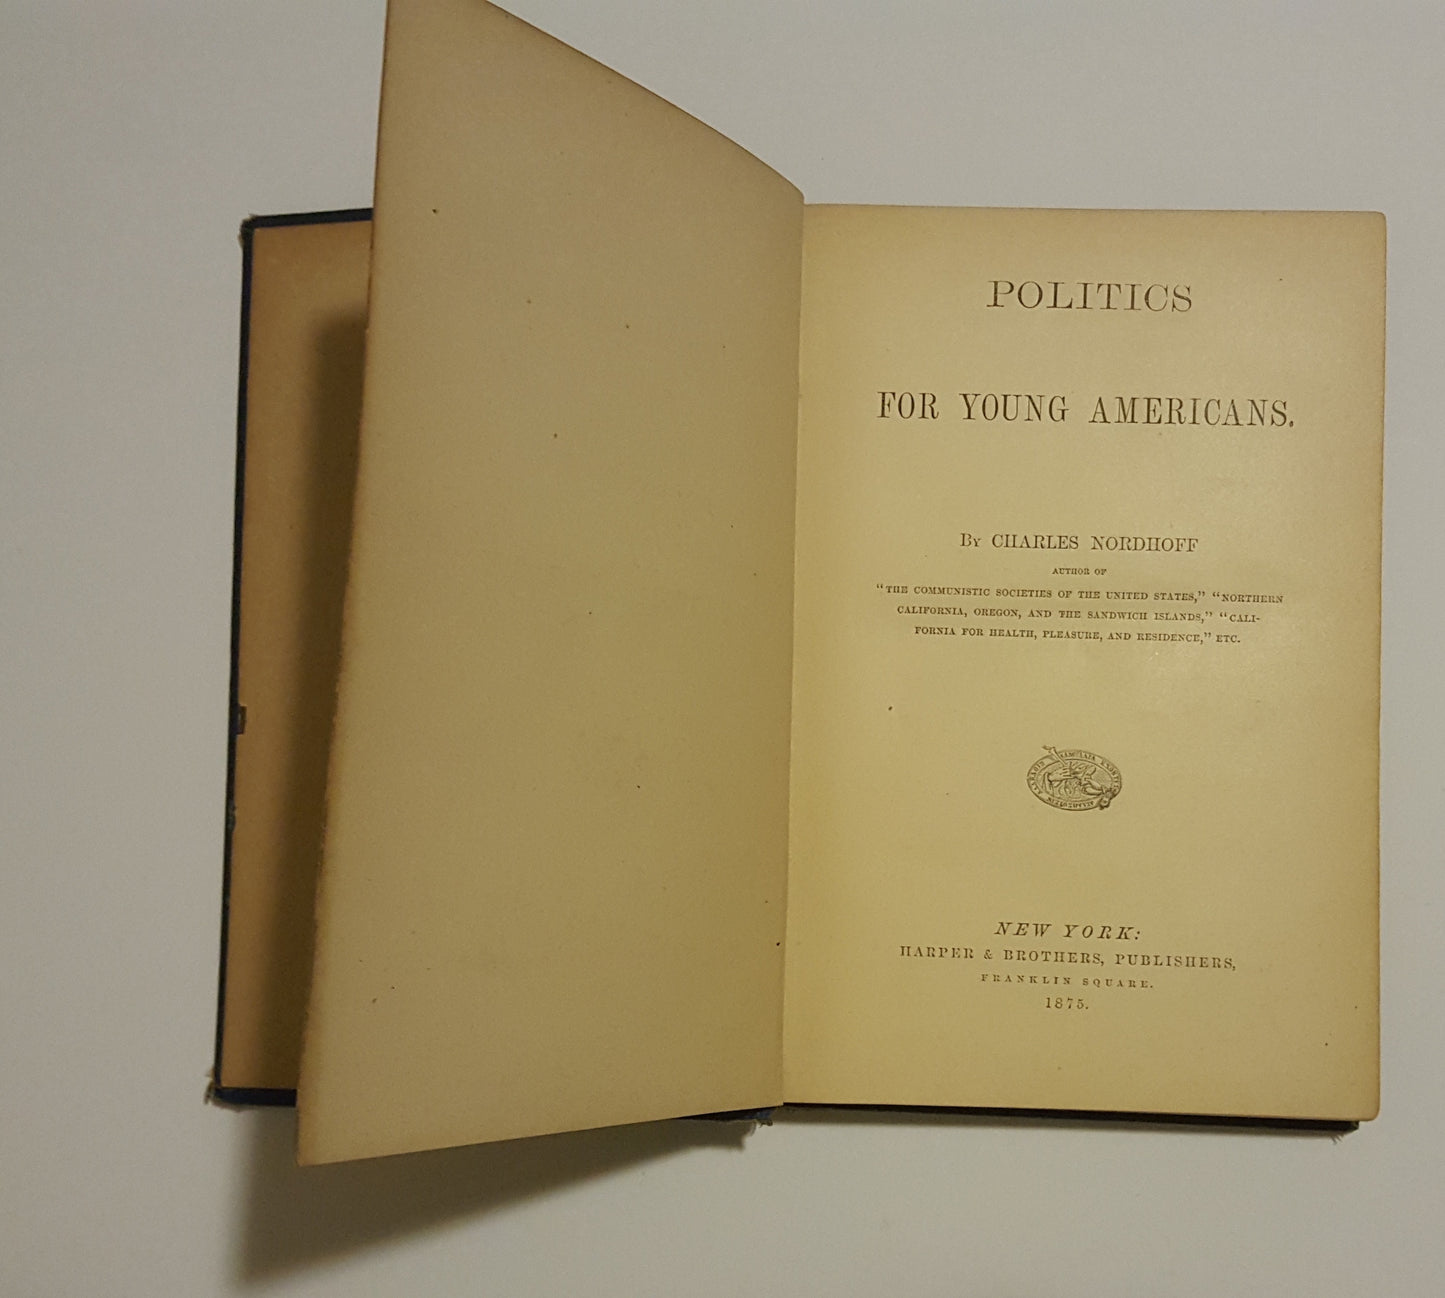 POLITICS
FOR YOUNG AMERICANS.
By CHARLES NORDHOFF
AUTHOR OF
“THE COMMUNISTIC SOCIETIES OF THE UNITED STATES,” “NORTHERN
CALIFORNIA, OREGON, AND THE SANDWICH ISLANDS,” “CALI-
FORNIA FOR HEALTH, PLEASURE, AND RESIDENCE,” ETC.
NEW YORK:
HARPER & BROTHERS, PUBLISHERS,
FRANKLIN SQUARE.
1875.